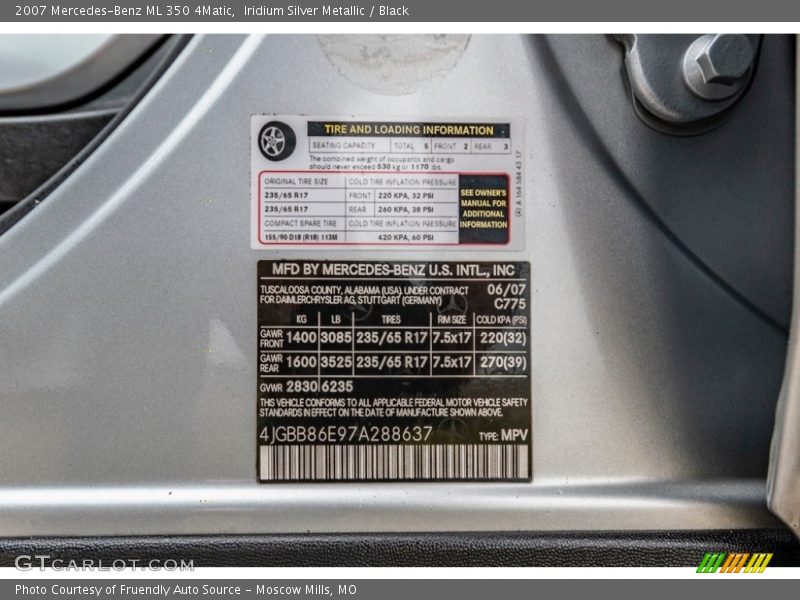 2007 Mercedes-Benz ML 350 4Matic, Iridium Silver Metallic / Black
TIRE AND LOADING INFORMATION
SEATING CAPACITY TOTAL 5 FRONT 2 REAR 3
The combined weight of occupants and cargo
should never exceed 530 kg or 1170 lbs.
ORIGINAL TIRE SIZE COLD TIRE INFLATION PRESSURE
235/65 R17 FRONT 220 KPA, 32 PSI
235/65 R17 REAR 260 KPA, 38 PSI
COMPACT SPARE TIRE COLD TIRE INFLATION PRESSURE
155/90 D18 (R18) 113M 420 KPA, 60 PSI
SEE OWNER'S
MANUAL FOR
ADDITIONAL
INFORMATION
A 164 584 43 17
MFD BY MERCEDES-BENZ U.S. INTL., INC
TUSCALOOSA COUNTY, ALABAMA (USA), UNDER CONTRACT 06/07
FOR DAIMLERCHRYSLER AG, STUTTGART (GERMANY) C775
KG LB TIRES RIM SIZE COLD KPA (PSI)
GAWR FRONT 1400 3085 235/65 R17 7.5x17 220(32)
GAWR REAR 1600 3525 235/65 R17 7.5x17 270(39)
GVWR 2830 6235
THIS VEHICLE CONFORMS TO ALL APPLICABLE FEDERAL MOTOR VEHICLE SAFETY
STANDARDS IN EFFECT ON THE DATE OF MANUFACTURE SHOWN ABOVE.
4JGBB86E97A288637 TYPE: MPV
GTCARLOT.COM
Photo Courtesy of Fruendly Auto Source - Moscow Mills, MO